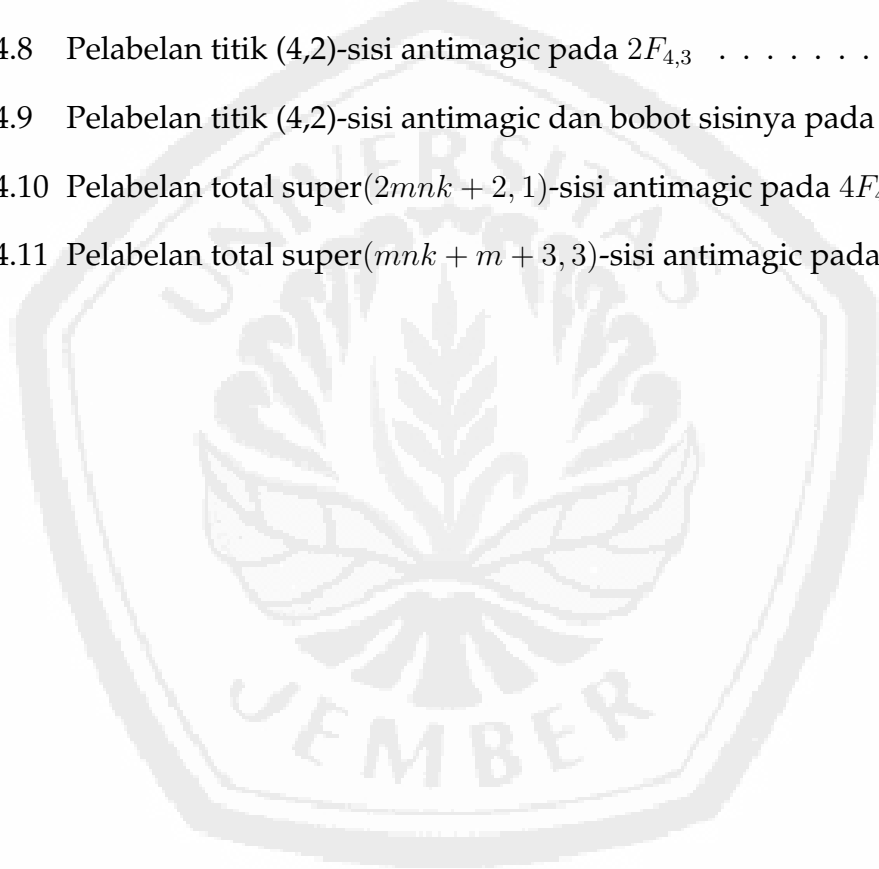 4.8 Pelabelan titik (4,2)-sisi antimagic pada $2F_{4,3}$ . . . . . . .
4.9 Pelabelan titik (4,2)-sisi antimagic dan bobot sisinya pada
4.10 Pelabelan total super$(2mnk + 2, 1)$-sisi antimagic pada $4F$
4.11 Pelabelan total super$(mnk + m + 3, 3)$-sisi antimagic pada
UNIVERSITAS
JEMBER